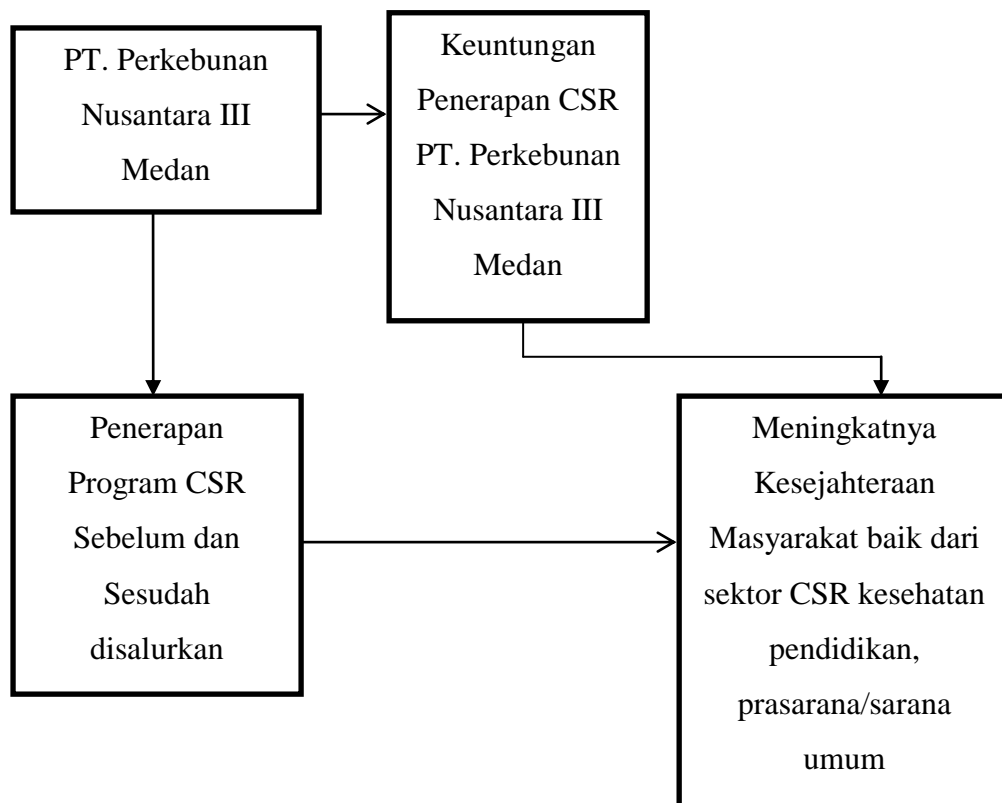 PT. Perkebunan
Nusantara III
Medan
Keuntungan
Penerapan CSR
PT. Perkebunan
Nusantara III
Medan
Penerapan
Program CSR
Sebelum dan
Sesudah
disalurkan
Meningkatnya
Kesejahteraan
Masyarakat baik dari
sektor CSR kesehatan
pendidikan,
prasarana/sarana
umum